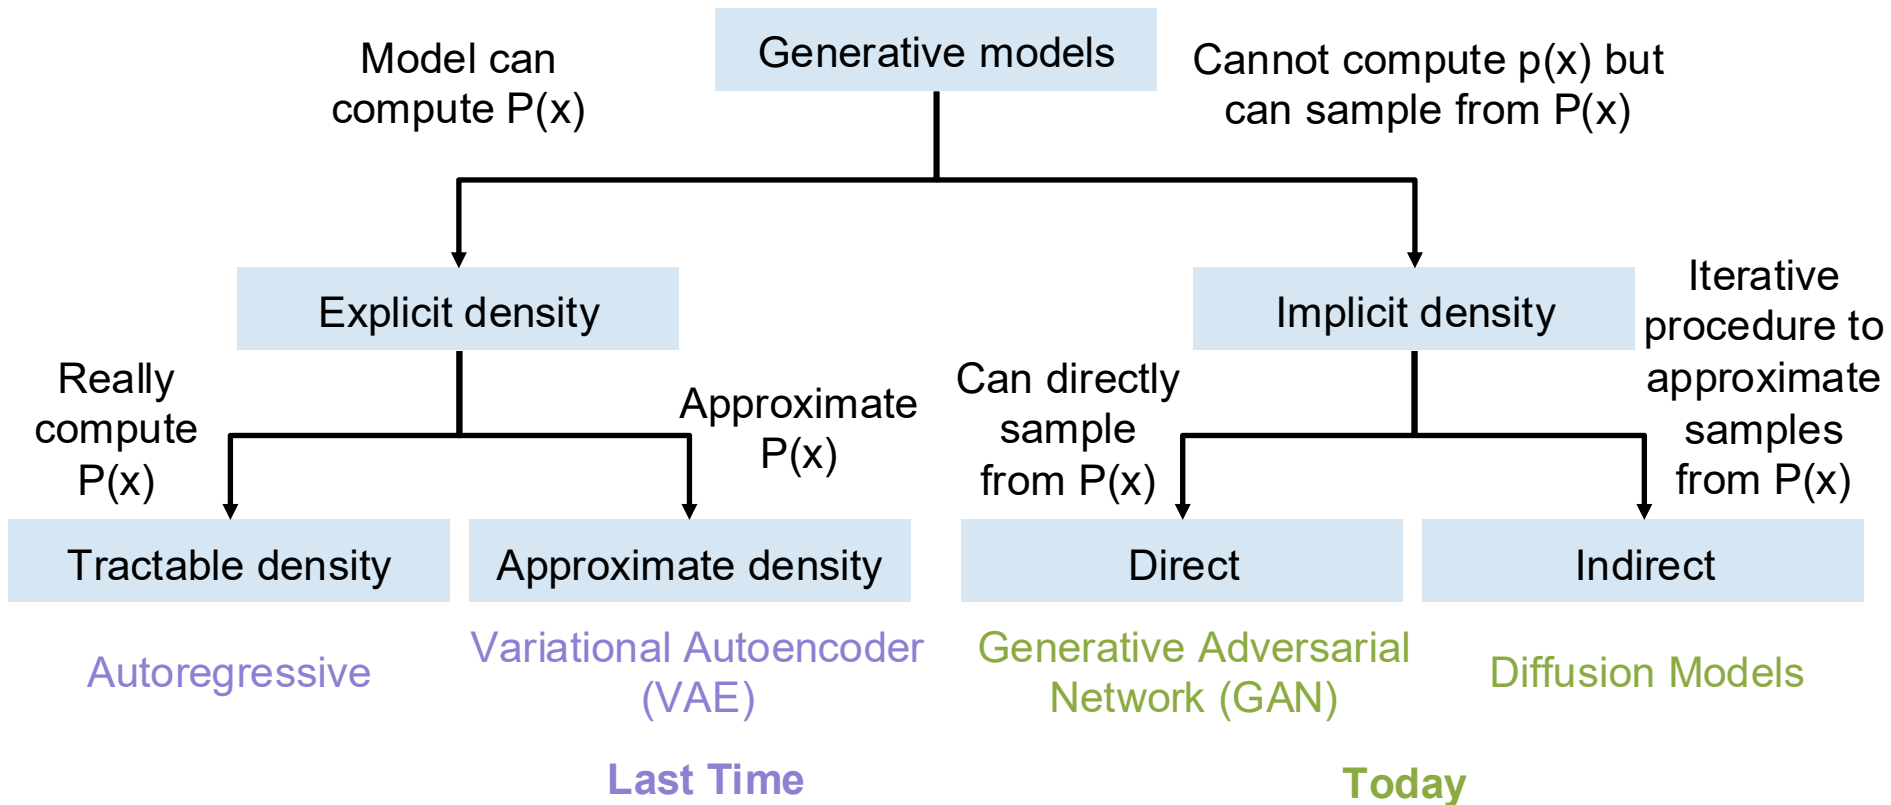 Generative models
Model can
compute P(x)
Cannot compute p(x) but
can sample from P(x)
Explicit density
Implicit density
Really
compute
P(x)
Approximate
P(x)
Can directly
sample
from P(x)
Iterative
procedure to
approximate
samples
from P(x)
Tractable density
Approximate density
Direct
Indirect
Autoregressive
Variational Autoencoder
(VAE)
Generative Adversarial
Network (GAN)
Diffusion Models
Last Time
Today